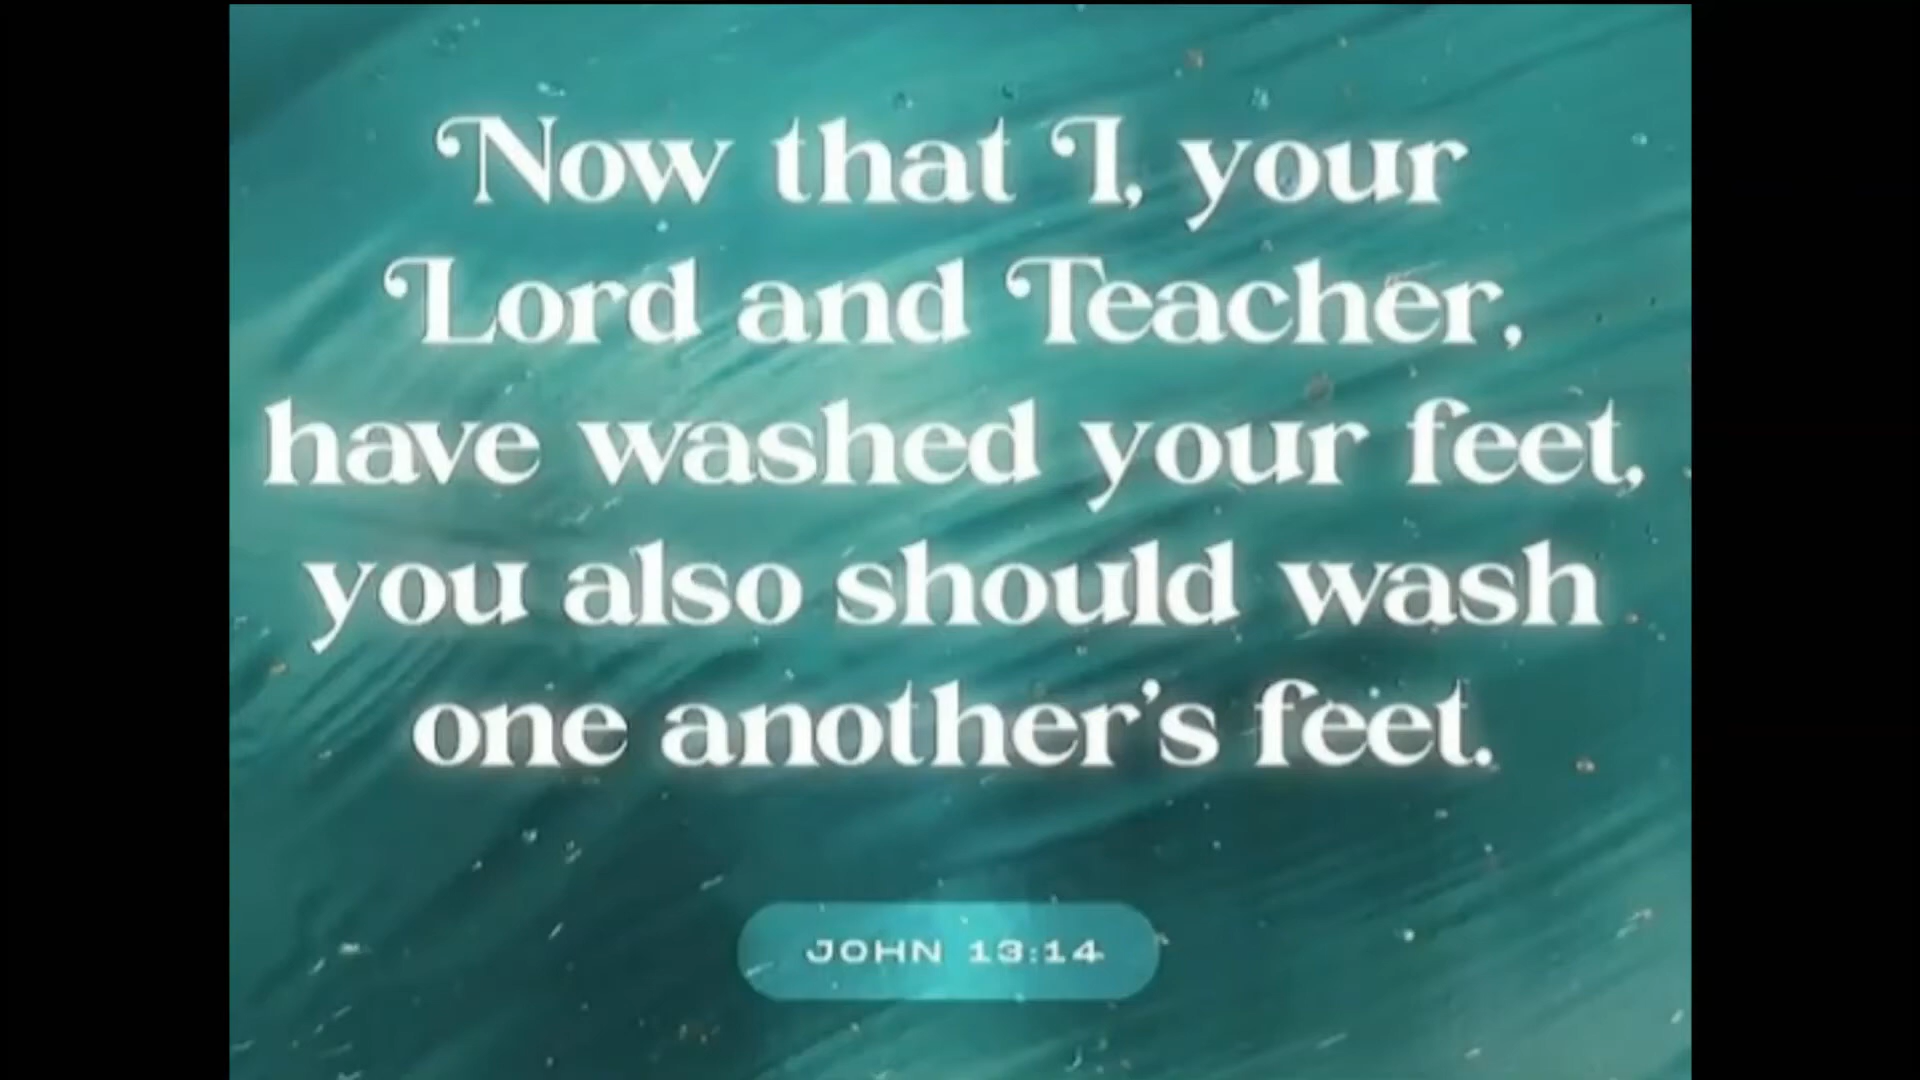 Now that I, your
Lord and Teacher,
have washed your feet,
you also should wash
one another’s feet.
JOHN 13:14